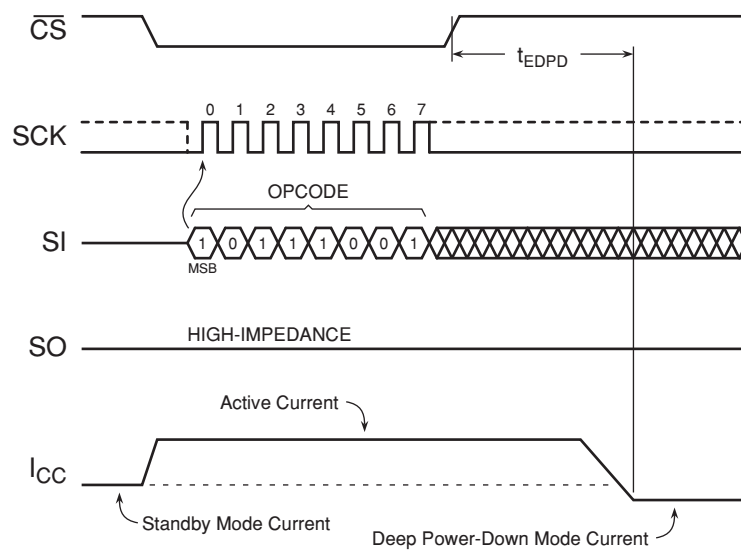 CS
tEDPD
0 1 2 3 4 5 6 7
SCK
OPCODE
SI
1 0 1 1 1 0 0 1
MSB
HIGH-IMPEDANCE
SO
Active Current
ICC
Standby Mode Current
Deep Power-Down Mode Current